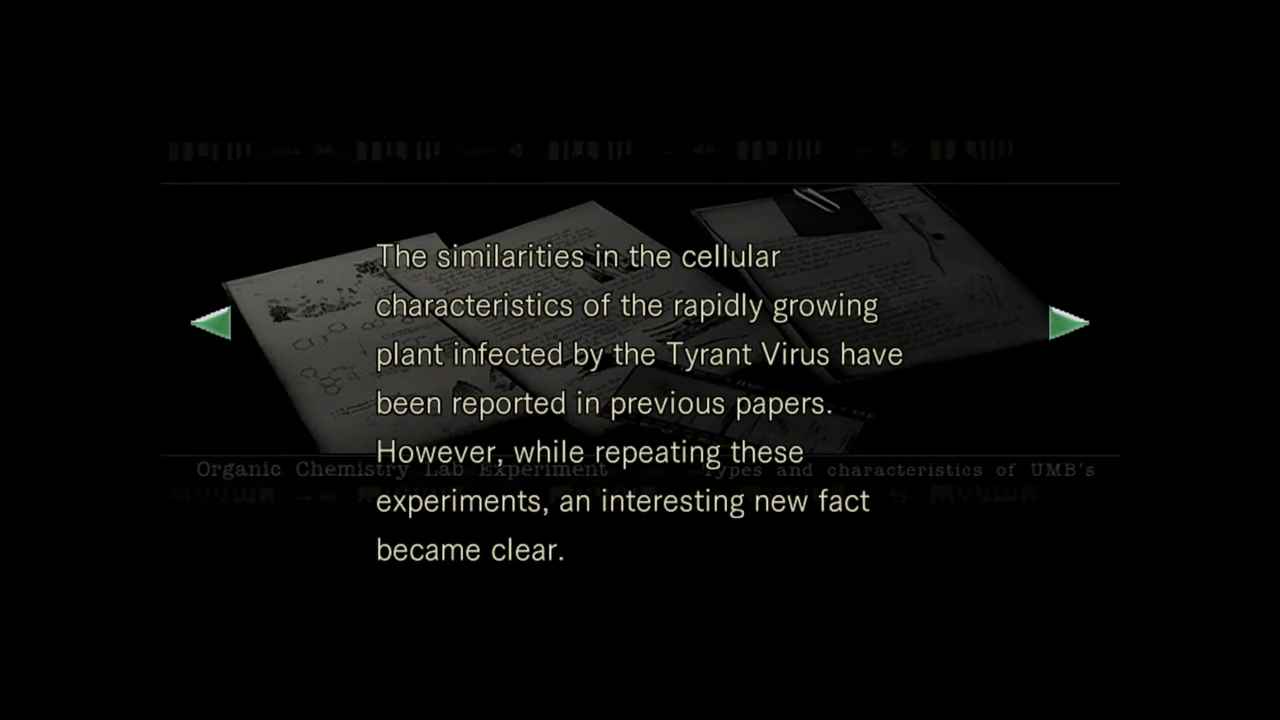 The similarities in the cellular
characteristics of the rapidly growing
plant infected by the Tyrant Virus have
been reported in previous papers.
However, while repeating these
Organic Chemistry Lab Experiment Types and characteristics of UMB's
experiments, an interesting new fact
became clear.